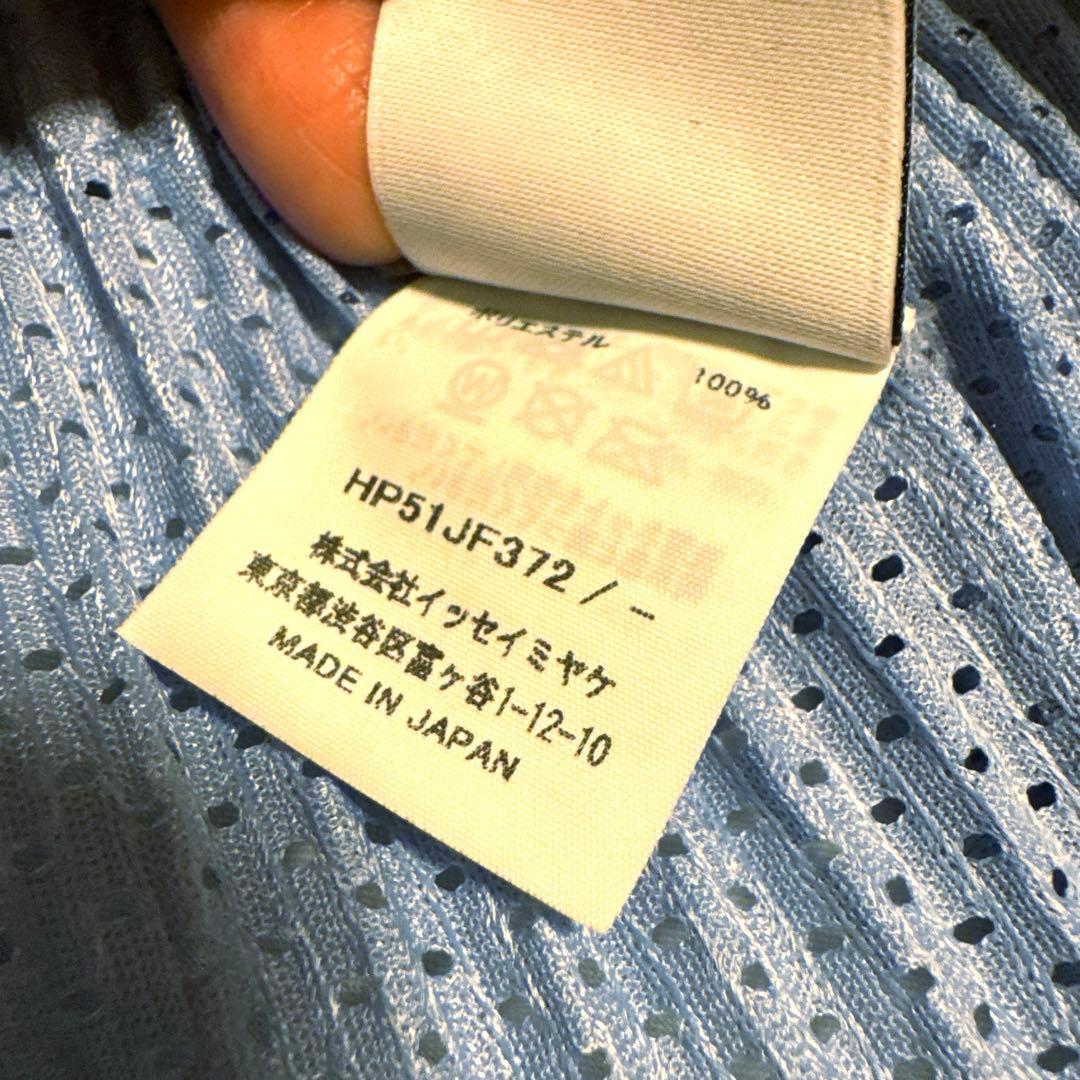 ポリエステル
100%
HP51JF372 / -
株式会社イッセイミヤケ
東京都渋谷区富ヶ谷1-12-10
MADE IN JAPAN